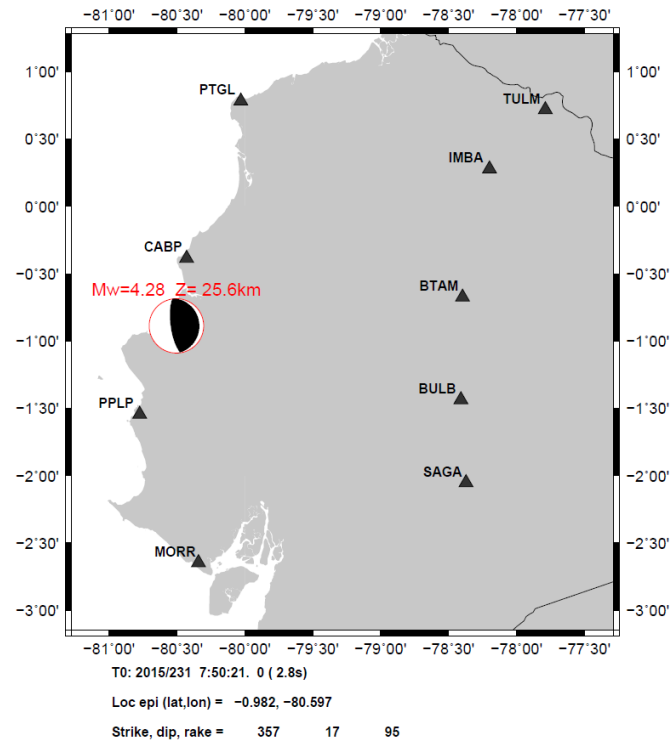 −81°00' −80°30' −80°00' −79°30' −79°00' −78°30' −78°00' −77°30'
1°00'
0°30'
0°00'
−0°30'
−1°00'
−1°30'
−2°00'
−2°30'
−3°00'
PTGL
TULM
IMBA
CABP
BTAM
Mw=4.28 Z= 25.6km
BULB
PPLP
SAGA
MORR
1°00'
0°30'
0°00'
−0°30'
−1°00'
−1°30'
−2°00'
−2°30'
−3°00'
−81°00' −80°30' −80°00' −79°30' −79°00' −78°30' −78°00' −77°30'
T0: 2015/231 7:50:21. 0 ( 2.8s)
Loc epi (lat,lon) = −0.982, −80.597
Strike, dip, rake = 357 17 95